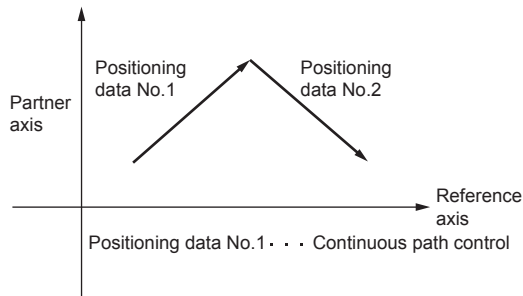 Positioning
data No.1
Positioning
data No.2
Partner
axis
Reference
axis
Positioning data No.1 · · · Continuous path control